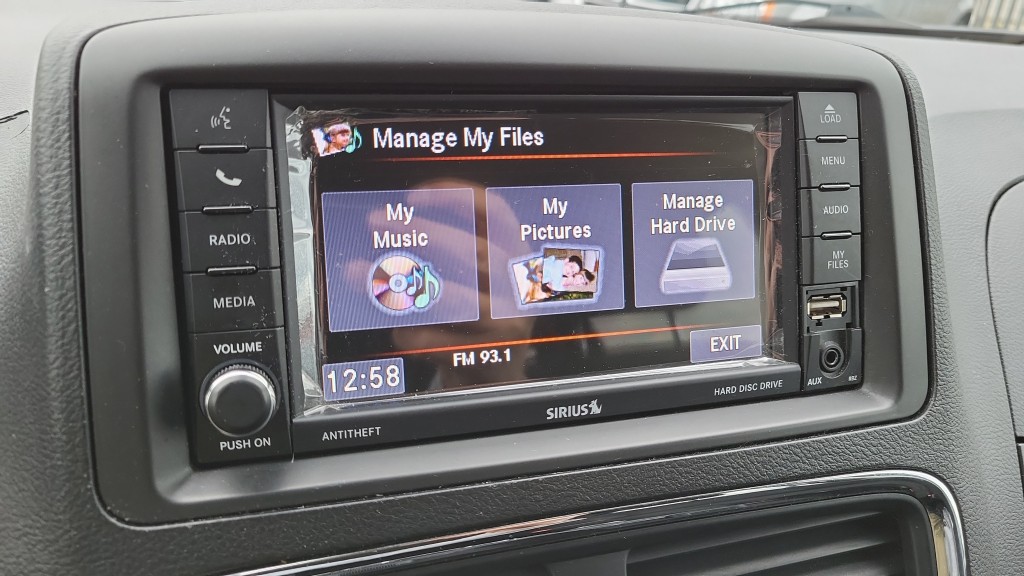 Manage My Files
My
Music
My
Pictures
Manage
Hard Drive
FM 93.1
EXIT
12:58
RADIO
MEDIA
VOLUME
PUSH ON
LOAD
MENU
AUDIO
MY
FILES
AUX
ANTITHEFT
SIRIUS
HARD DISC DRIVE